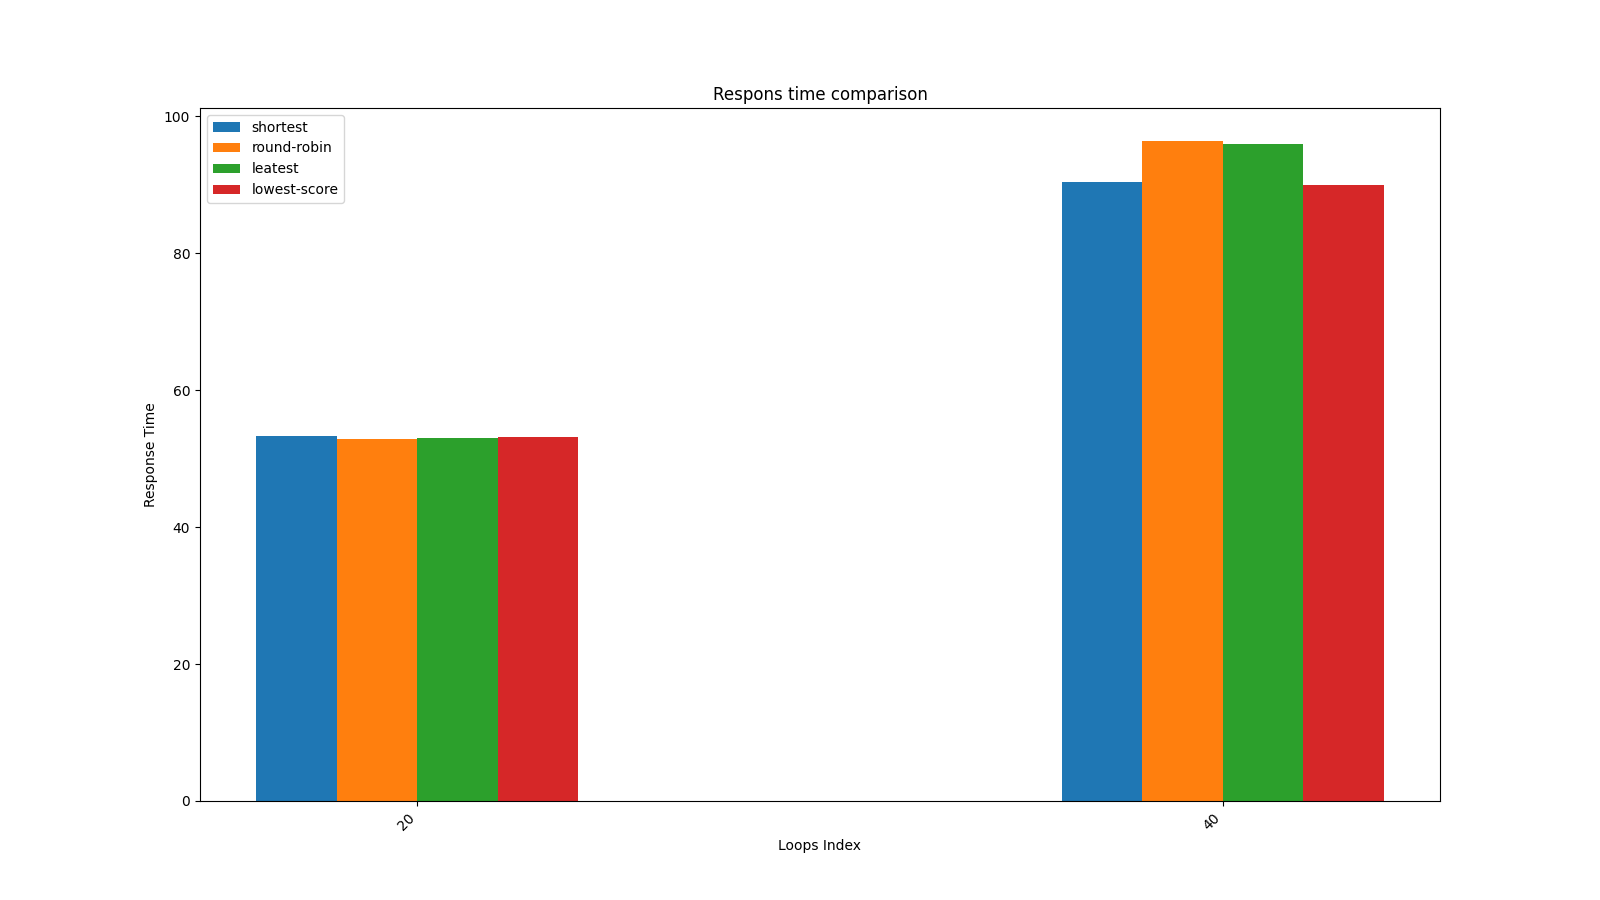 Respons time comparison
shortest
round-robin
leatest
lowest-score
100
80
60
40
20
0
Response Time
20
40
Loops Index